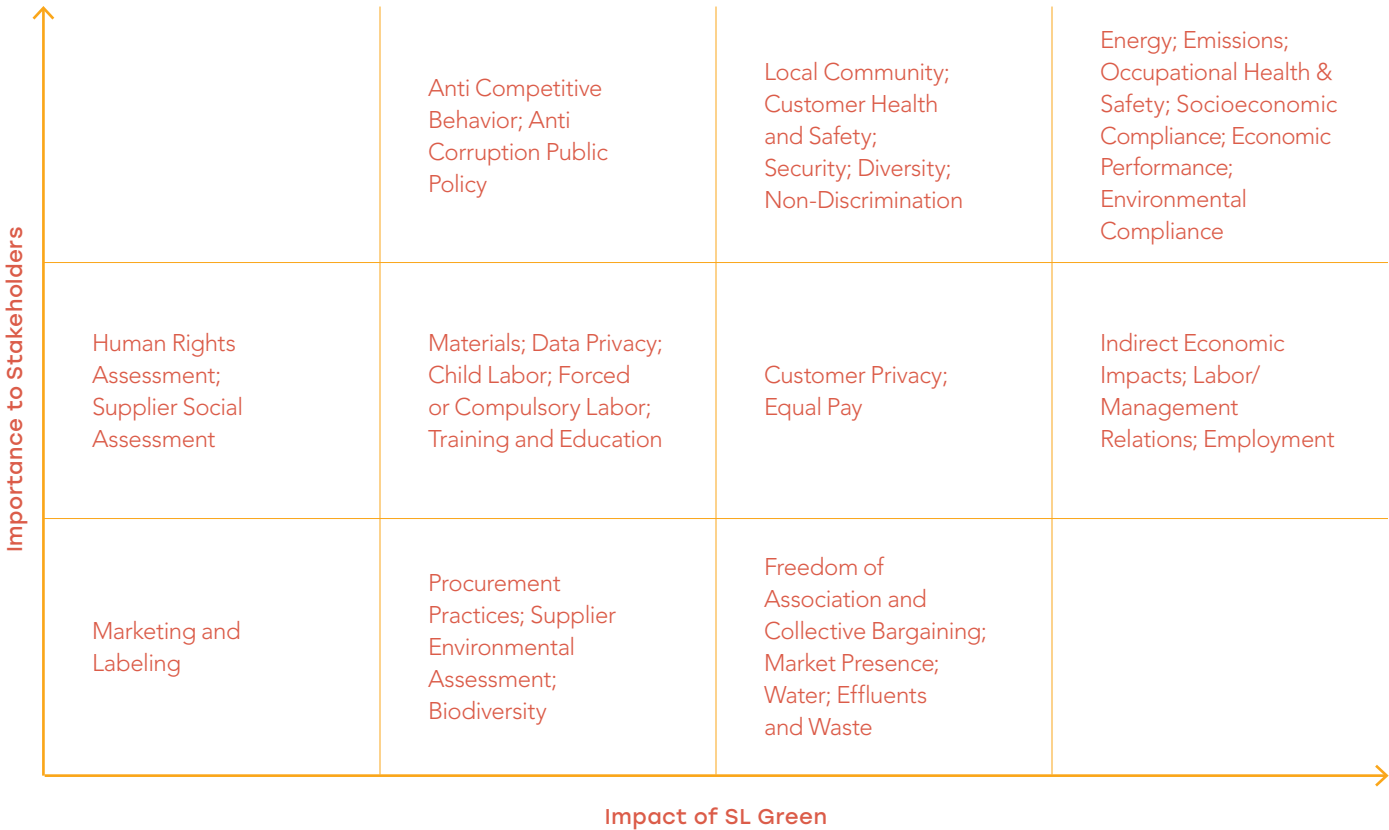 Importance to Stakeholders
Anti Competitive
Behavior; Anti
Corruption Public
Policy
Local Community;
Customer Health
and Safety;
Security; Diversity;
Non-Discrimination
Energy; Emissions;
Occupational Health &
Safety; Socioeconomic
Compliance; Economic
Performance;
Environmental
Compliance
Human Rights
Assessment;
Supplier Social
Assessment
Materials; Data Privacy;
Child Labor; Forced
or Compulsory Labor;
Training and Education
Customer Privacy;
Equal Pay
Indirect Economic
Impacts; Labor/
Management
Relations; Employment
Marketing and
Labeling
Procurement
Practices; Supplier
Environmental
Assessment;
Biodiversity
Freedom of
Association and
Collective Bargaining;
Market Presence;
Water; Effluents
and Waste
Impact of SL Green